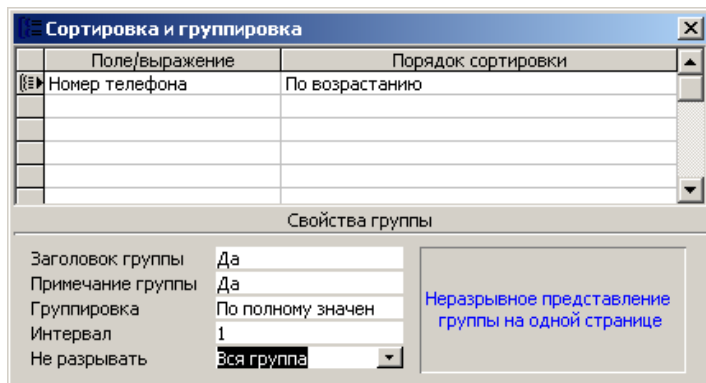 Сортировка и группировка
Поле/выражение Порядок сортировки
Номер телефона По возрастанию
Свойства группы
Заголовок группы Да
Примечание группы Да
Группировка По полному значен
Интервал 1
Не разрывать Вся группа
Неразрывное представление
группы на одной странице